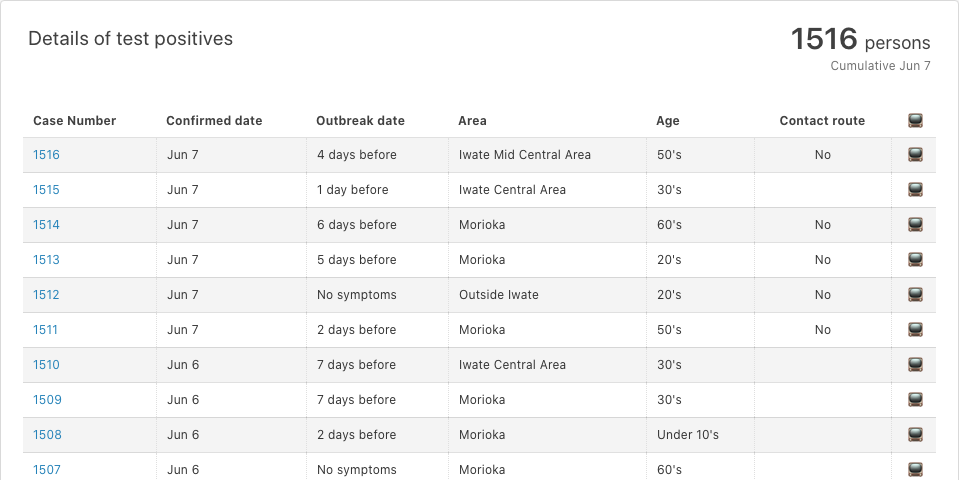 Details of test positives
1516 persons
Cumulative Jun 7
Case Number Confirmed date Outbreak date Area Age Contact route
1516 Jun 7 4 days before Iwate Mid Central Area 50's No
1515 Jun 7 1 day before Iwate Central Area 30's
1514 Jun 7 6 days before Morioka 60's No
1513 Jun 7 5 days before Morioka 20's No
1512 Jun 7 No symptoms Outside Iwate 20's No
1511 Jun 7 2 days before Morioka 50's No
1510 Jun 6 7 days before Iwate Central Area 30's
1509 Jun 6 7 days before Morioka 30's
1508 Jun 6 2 days before Morioka Under 10's
1507 Jun 6 No symptoms Morioka 60's